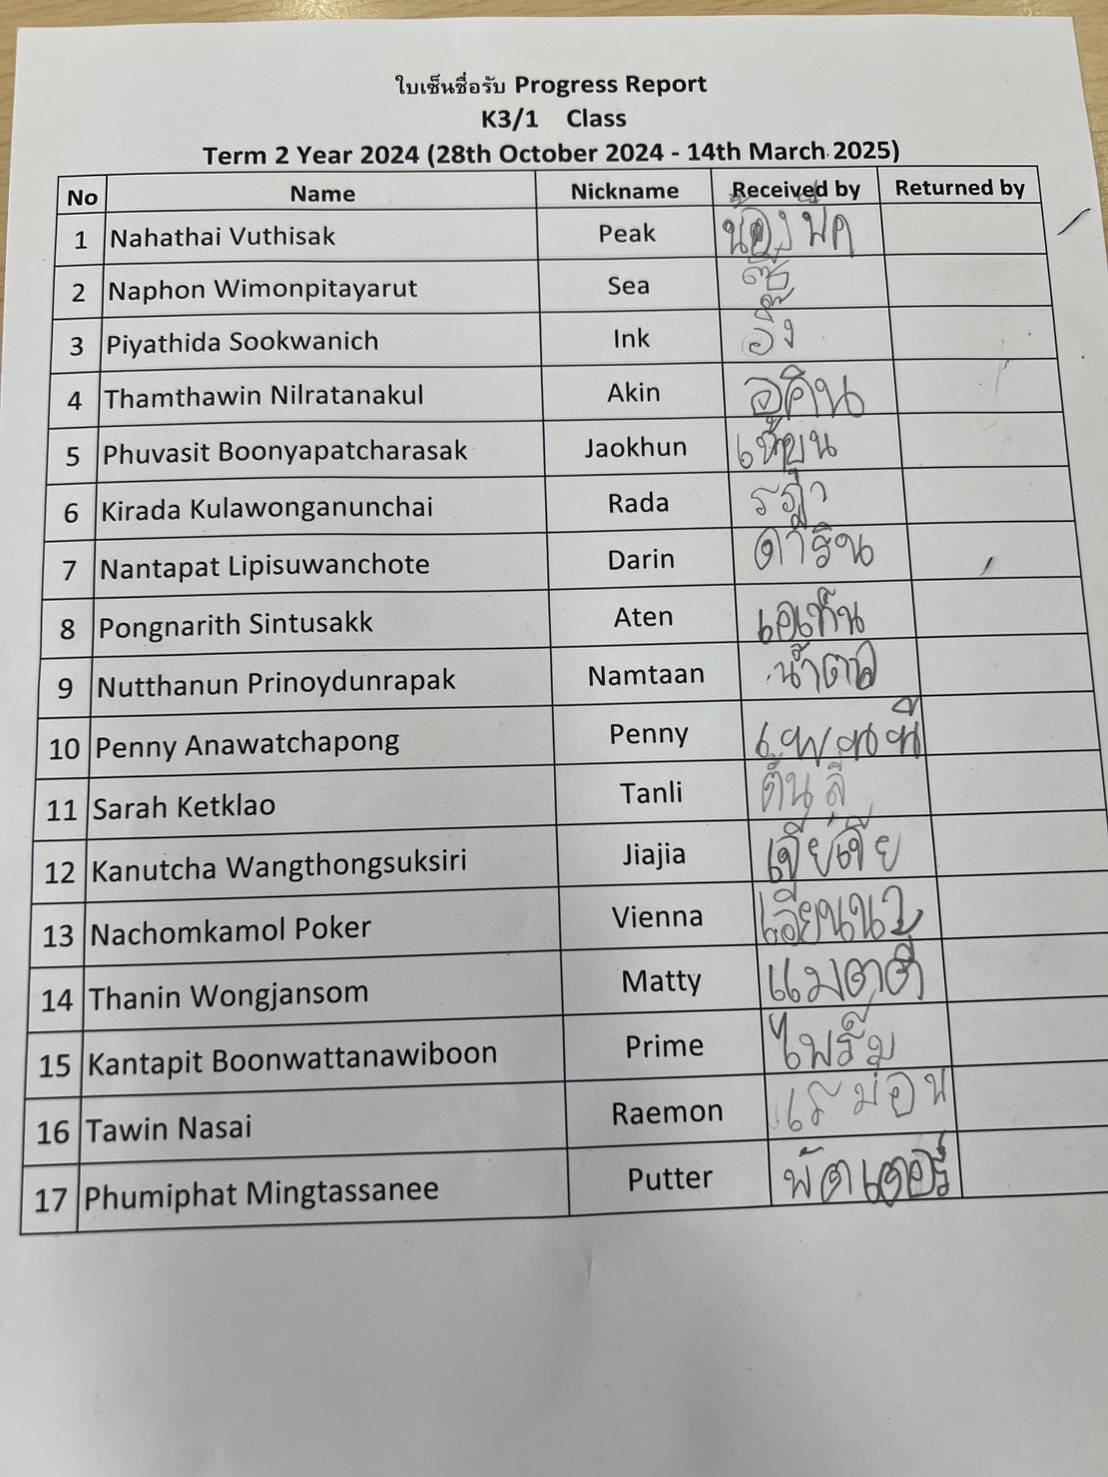 ใบเซ็นชื่อรับ Progress Report
K3/1 Class
Term 2 Year 2024 (28th October 2024 - 14th March 2025)
No Name Nickname Received by Returned by
1 Nahathai Vuthisak Peak น้องพีค
2 Naphon Wimonpitayarut Sea ซี
3 Piyathida Sookwanich Ink อิ๊ง
4 Thamthawin Nilratanakul Akin อคิน
5 Phuvasit Boonyapatcharasak Jaokhun
6 Kirada Kulawonganunchai Rada รฎา
7 Nantapat Lipisuwanchote Darin ดาริน
8 Pongnarith Sintusakk Aten เอเท็น
9 Nutthanun Prinoydunrapak Namtaan น้ำตาล
10 Penny Anawatchapong Penny เพนนี
11 Sarah Ketklao Tanli ตันลี
12 Kanutcha Wangthongsuksiri Jiajia เจียเจีย
13 Nachomkamol Poker Vienna เวียนนา
14 Thanin Wongjansom Matty แมตตี
15 Kantapit Boonwattanawiboon Prime ไพร์ม
16 Tawin Nasai Raemon เรม่อน
17 Phumiphat Mingtassanee Putter พัตเตอร์